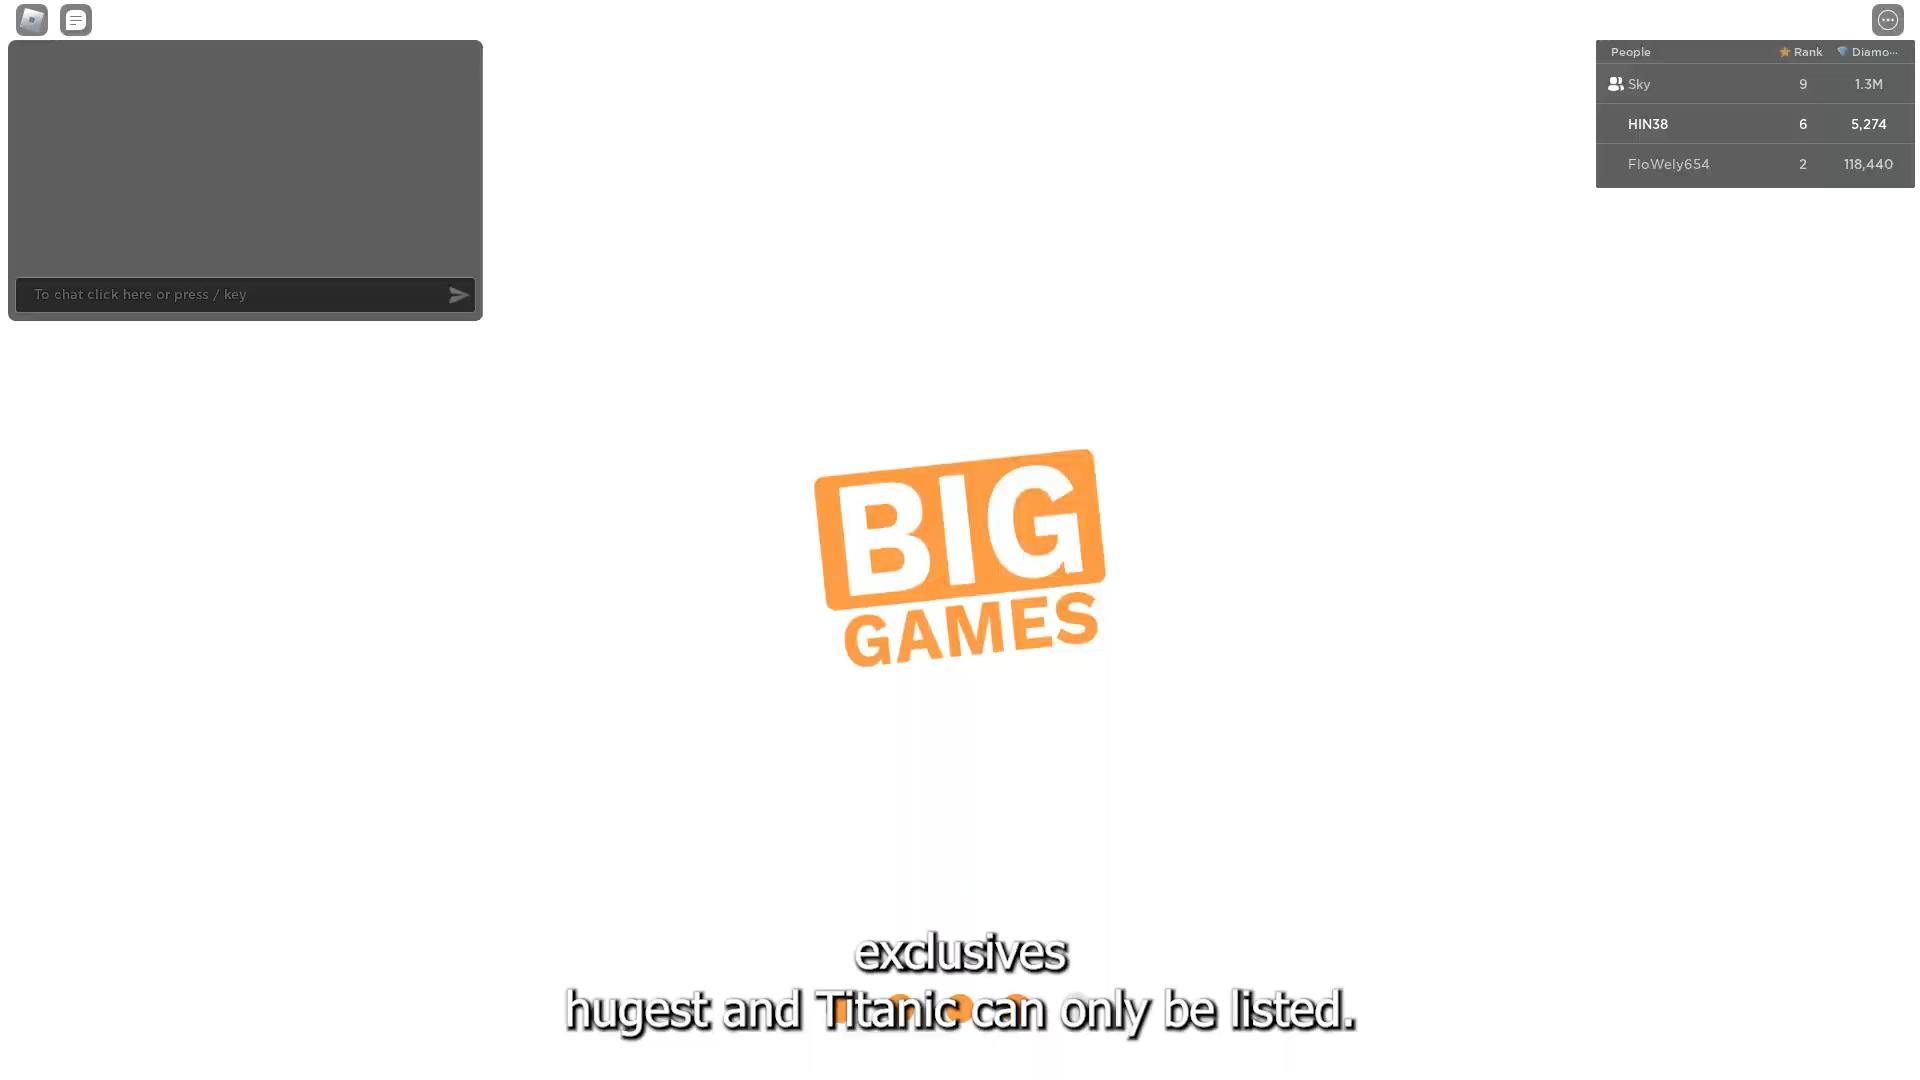 People Rank Diamo...
Sky 9 1.3M
HIN38 6 5,274
FloWely654 2 118,440
To chat click here or press / key
BIG
GAMES
exclusives
hugest and Titanic can only be listed.